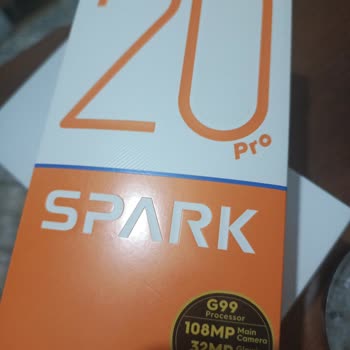 20
Pro
SPARK
G99
Processor
108MP Main
Camera
32MP